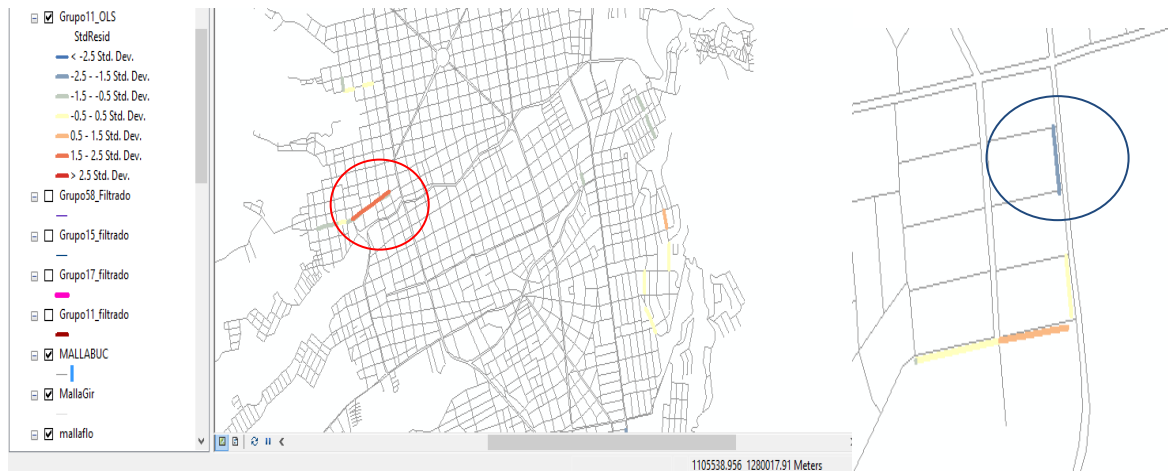 Grupo11_OLS
StdResid
< -2.5 Std. Dev.
-2.5 - -1.5 Std. Dev.
-1.5 - -0.5 Std. Dev.
-0.5 - 0.5 Std. Dev.
0.5 - 1.5 Std. Dev.
1.5 - 2.5 Std. Dev.
> 2.5 Std. Dev.
Grupo58_Filtrado
Grupo15_filtrado
Grupo17_filtrado
Grupo11_filtrado
MALLABUC
MallaGir
mallaflo
1105538.956 1280017.91 Meters